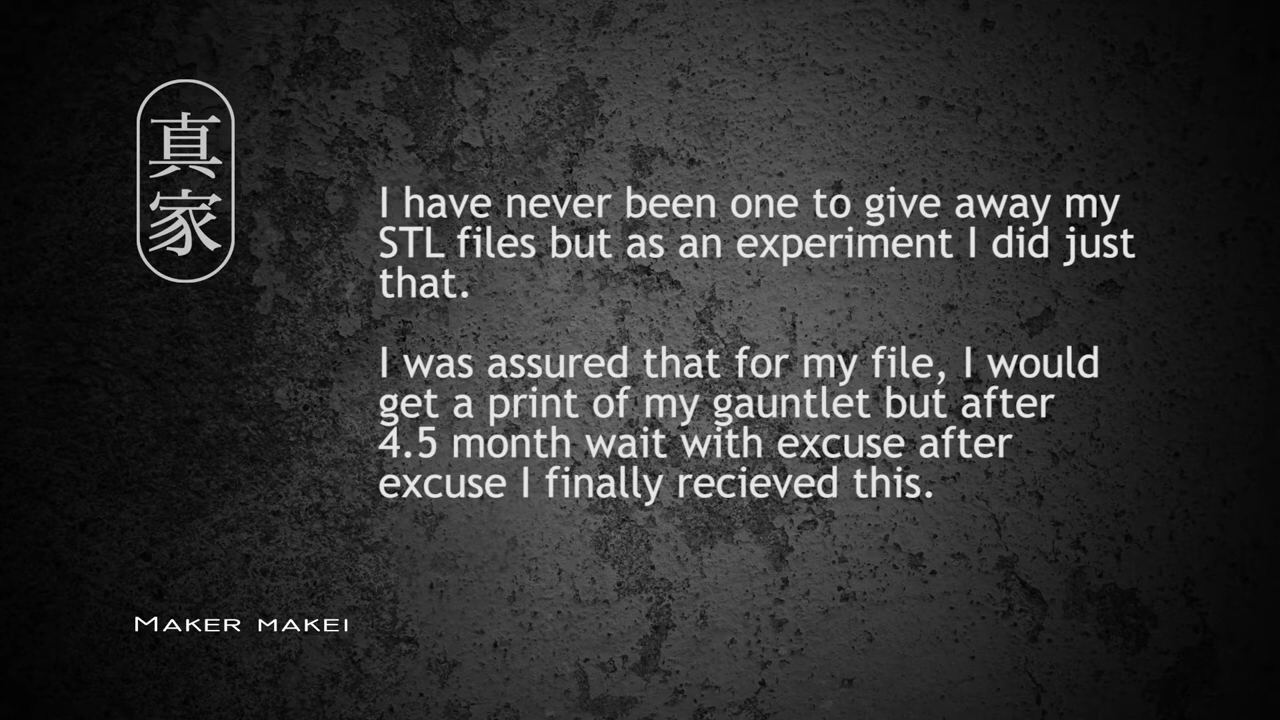 真
家
I have never been one to give away my
STL files but as an experiment I did just
that.
I was assured that for my file, I would
get a print of my gauntlet but after
4.5 month wait with excuse after
excuse I finally recieved this.
MAKER MAKEI